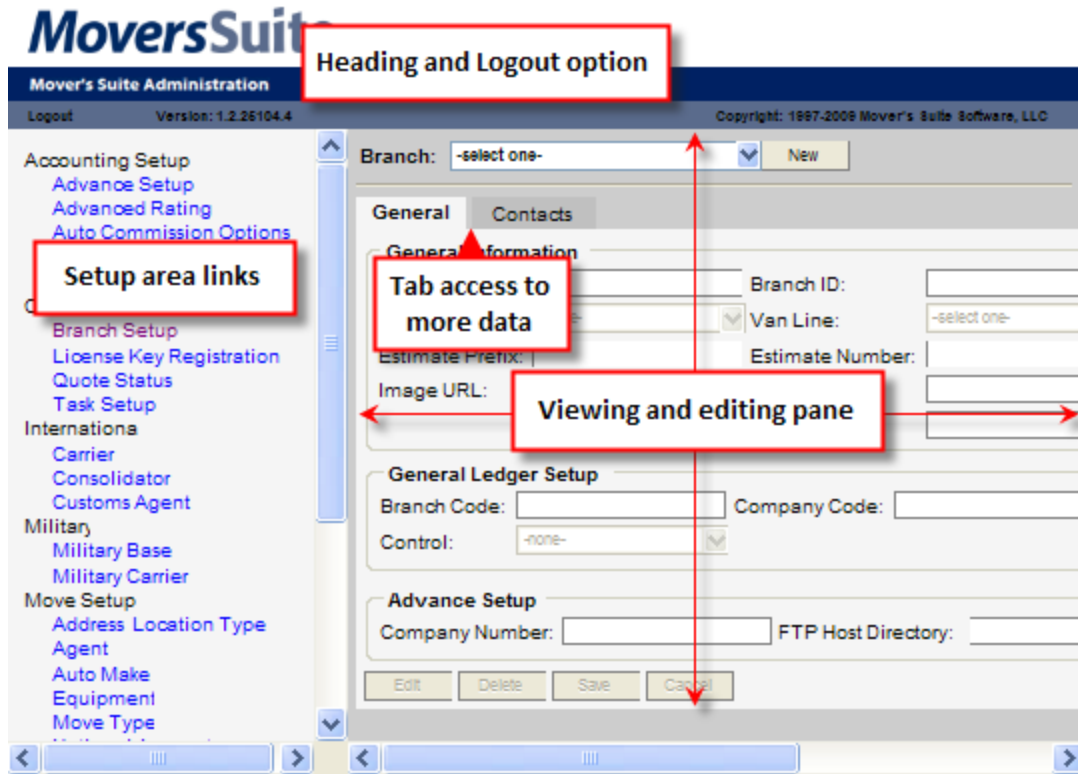 MoversSuit
Heading and Logout option
Mover's Suite Administration
Logout Version: 1.2.25104.4 Copyright: 1997-2009 Mover's Suite Software, LLC
Accounting Setup
Advance Setup
Advanced Rating
Auto Commission Options
Setup area links
Branch Setup
License Key Registration
Quote Status
Task Setup
Internationa
Carrier
Consolidator
Customs Agent
Military
Military Base
Military Carrier
Move Setup
Address Location Type
Agent
Auto Make
Equipment
Move Type
Branch: -select one- New
General Contacts
General Information
Tab access to
more data
Branch ID:
Van Line: -select one-
Estimate Prefix: Estimate Number:
Image URL:
Viewing and editing pane
General Ledger Setup
Branch Code: Company Code:
Control: -none-
Advance Setup
Company Number: FTP Host Directory:
Edit Delete Save Cancel